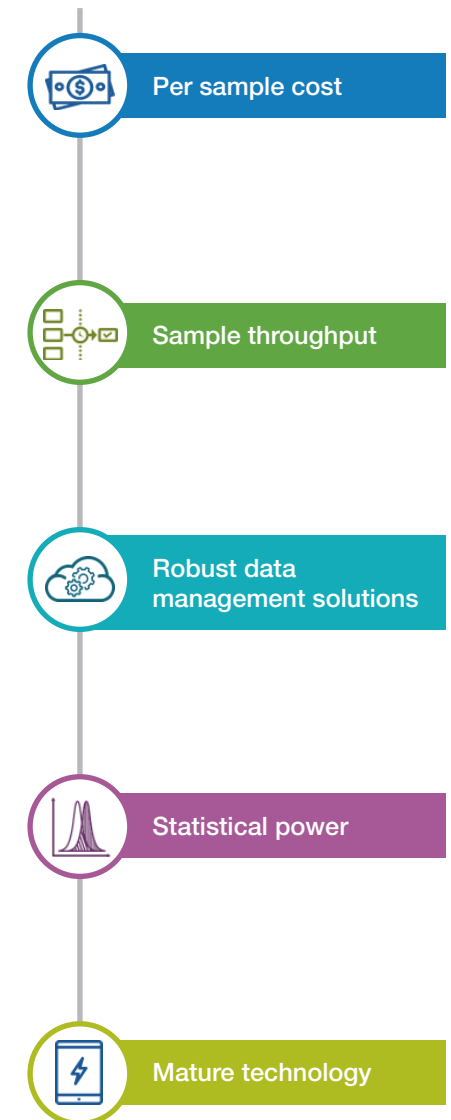 Per sample cost
Sample throughput
Robust data
management solutions
Statistical power
Mature technology